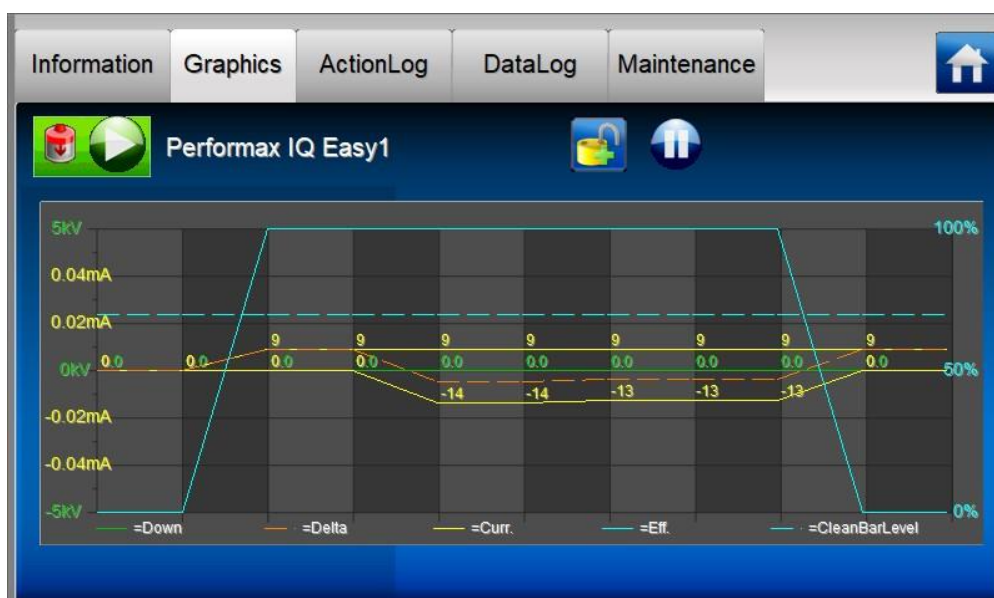 Information Graphics ActionLog DataLog Maintenance
Performax IQ Easy1
5kV 100%
0.04mA
0.02mA
9 9 9 9 9 9 9 9
0kV 0.0 0.0 0.0 0.0 0.0 0.0 0.0 0.0 0.0 0.0 50%
-14 -14 -13 -13 -13
-0.02mA
-0.04mA
-5kV 0%
=Down =Delta =Curr. =Eff. =CleanBarLevel